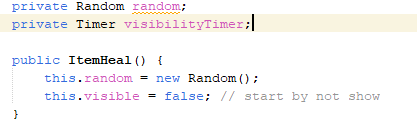 private Random random;
private Timer visibilityTimer;
public ItemHeal() {
this.random = new Random();
this.visible = false; // start by not show
}